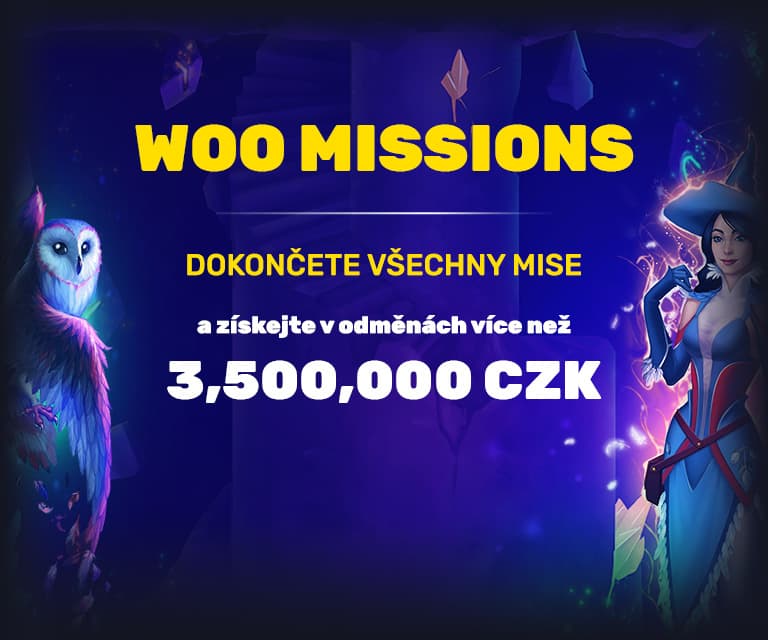 WOO MISSIONS
DOKONČETE VŠECHNY MISE
a získejte v odměnách více než
3,500,000 CZK